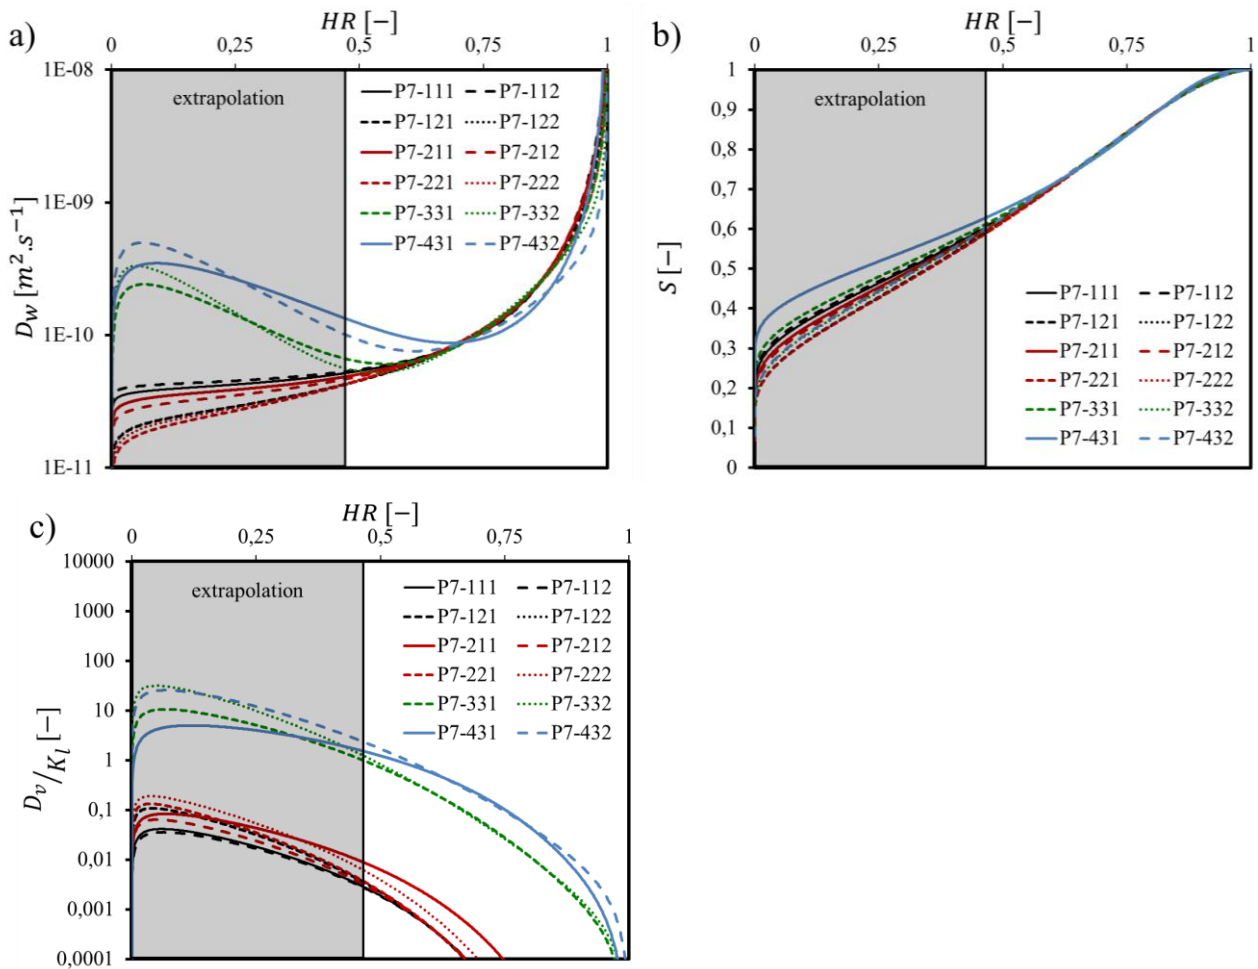 a)
HR [−]
0 0,25 0,5 0,75 1
1E-08
1E-09
1E-10
1E-11
D_w [m².s⁻¹]
extrapolation
P7-111 P7-112
P7-121 P7-122
P7-211 P7-212
P7-221 P7-222
P7-331 P7-332
P7-431 P7-432
b)
HR [−]
0 0,25 0,5 0,75 1
1
0,9
0,8
0,7
0,6
0,5
0,4
0,3
0,2
0,1
0
S [−]
extrapolation
P7-111 P7-112
P7-121 P7-122
P7-211 P7-212
P7-221 P7-222
P7-331 P7-332
P7-431 P7-432
c)
HR [−]
0 0,25 0,5 0,75 1
10000
1000
100
10
1
0,1
0,01
0,001
0,0001
D_v/K_l [−]
extrapolation
P7-111 P7-112
P7-121 P7-122
P7-211 P7-212
P7-221 P7-222
P7-331 P7-332
P7-431 P7-432